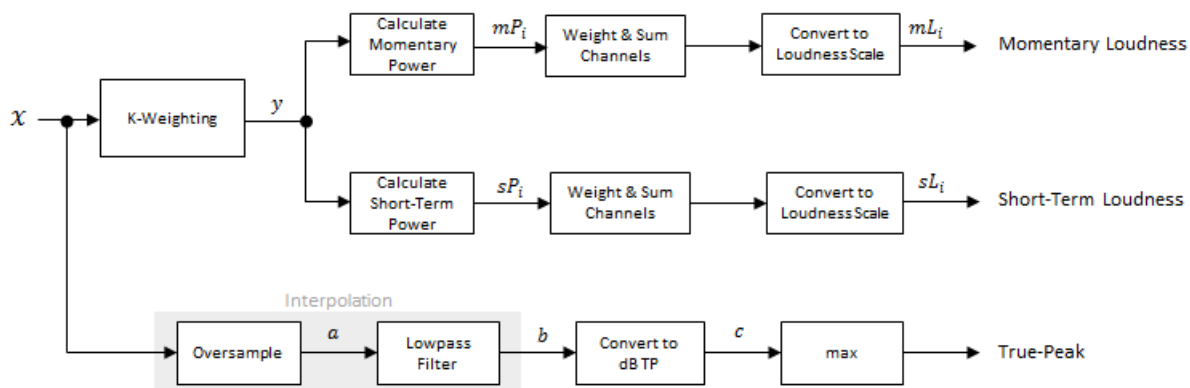 Calculate
Momentary
Power
mP_i
Weight & Sum
Channels
Convert to
Loudness Scale
mL_i
Momentary Loudness
x
K-Weighting
y
Calculate
Short-Term
Power
sP_i
Weight & Sum
Channels
Convert to
Loudness Scale
sL_i
Short-Term Loudness
Interpolation
Oversample
a
Lowpass
Filter
b
Convert to
dB TP
c
max
True-Peak